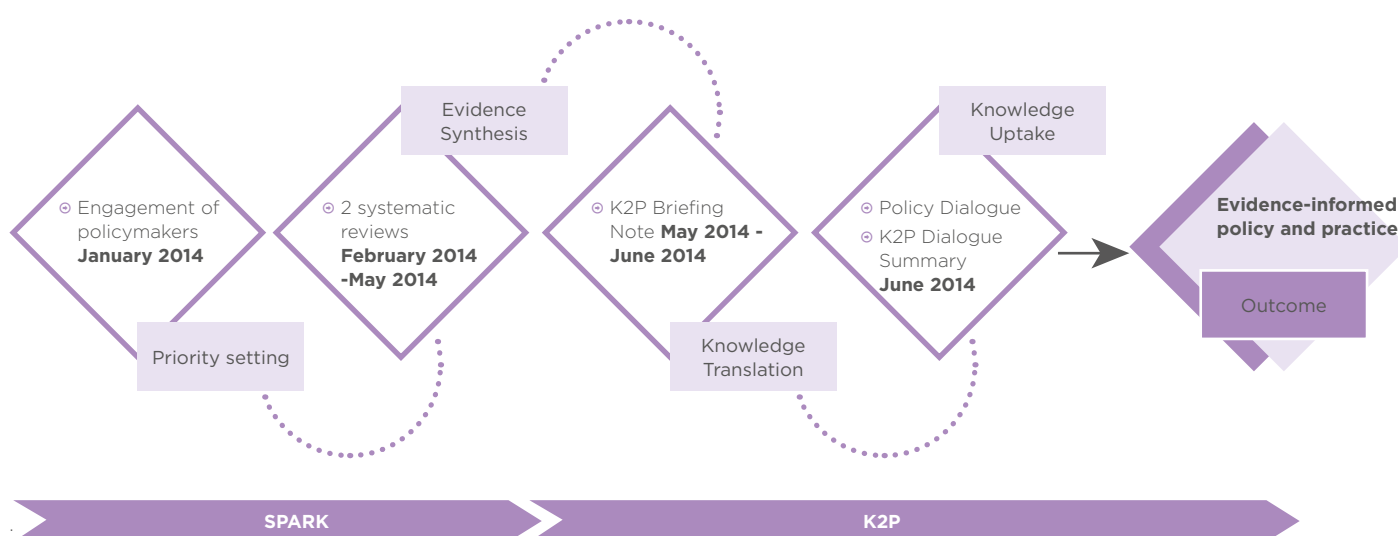 Evidence
Synthesis
Knowledge
Uptake
Engagement of
policymakers
January 2014
2 systematic
reviews
February 2014
-May 2014
K2P Briefing
Note May 2014 -
June 2014
Policy Dialogue
K2P Dialogue
Summary
June 2014
Evidence-informed
policy and practice
Outcome
Priority setting
Knowledge
Translation
SPARK
K2P